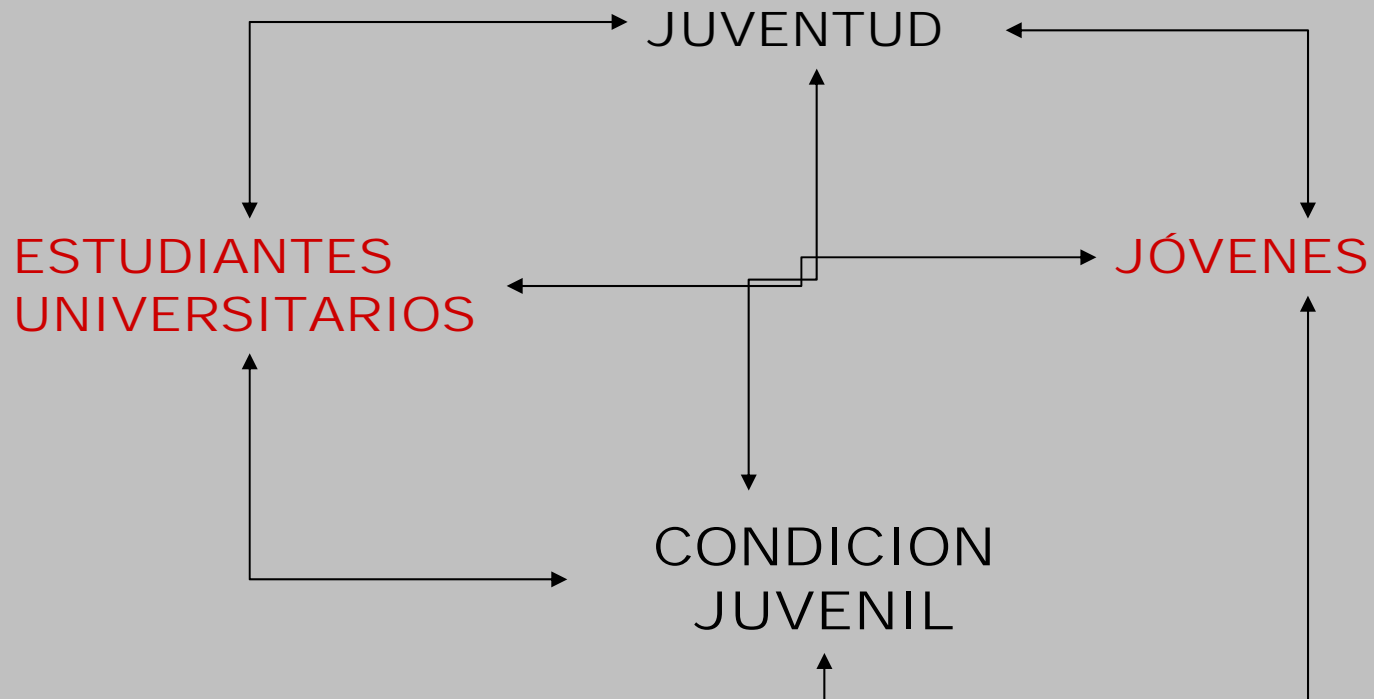 JUVENTUD
ESTUDIANTES
UNIVERSITARIOS
JÓVENES
CONDICION
JUVENIL